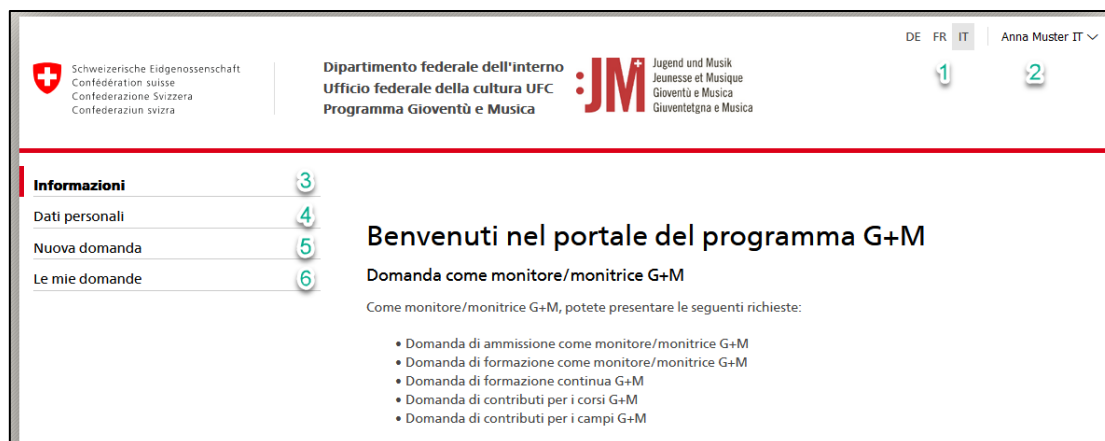 DE FR IT Anna Muster IT
1 2
Schweizerische Eidgenossenschaft
Confédération suisse
Confederazione Svizzera
Confederaziun svizra
Dipartimento federale dell'interno
Ufficio federale della cultura UFC
Programma Gioventù e Musica
:JM
Jugend und Musik
Jeunesse et Musique
Gioventù e Musica
Giuventetgna e Musica
Informazioni 3
Dati personali 4
Nuova domanda 5
Le mie domande 6
Benvenuti nel portale del programma G+M
Domanda come monitore/monitrice G+M
Come monitore/monitrice G+M, potete presentare le seguenti richieste:
• Domanda di ammissione come monitore/monitrice G+M
• Domanda di formazione come monitore/monitrice G+M
• Domanda di formazione continua G+M
• Domanda di contributi per i corsi G+M
• Domanda di contributi per i campi G+M